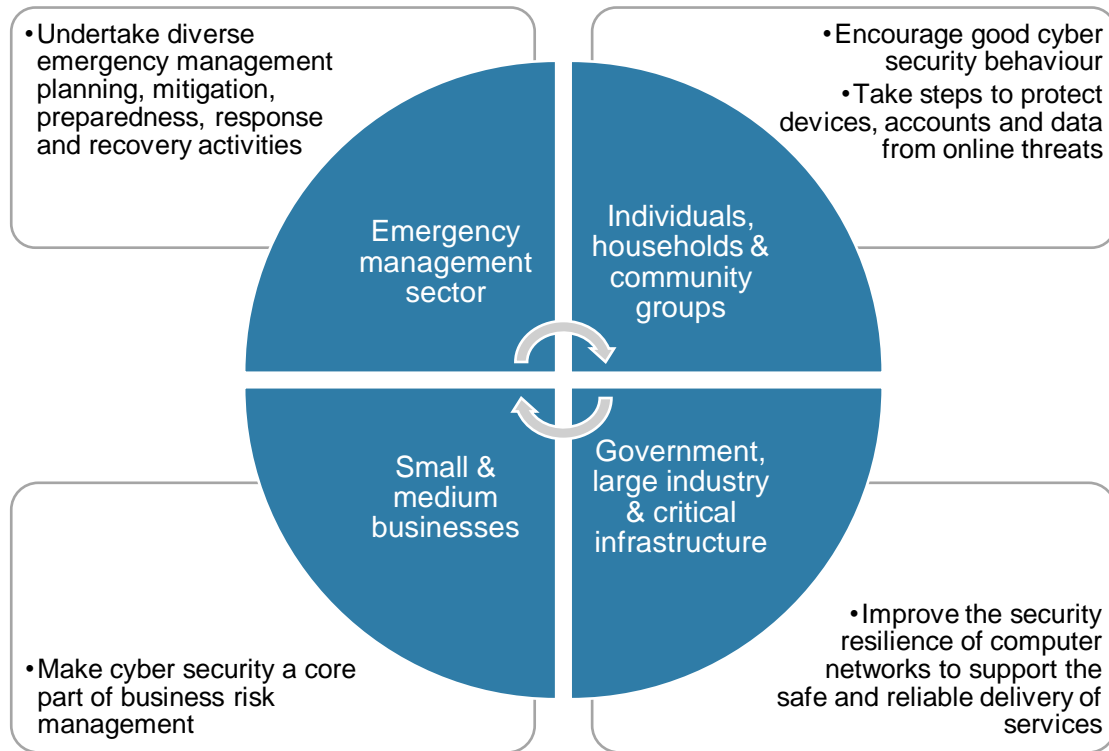 •Undertake diverse
emergency management
planning, mitigation,
preparedness, response
and recovery activities
•Encourage good cyber
security behaviour
•Take steps to protect
devices, accounts and data
from online threats
Emergency
management
sector
Individuals,
households &
community
groups
Small &
medium
businesses
Government,
large industry
& critical
infrastructure
•Make cyber security a core
part of business risk
management
•Improve the security
resilience of computer
networks to support the
safe and reliable delivery of
services